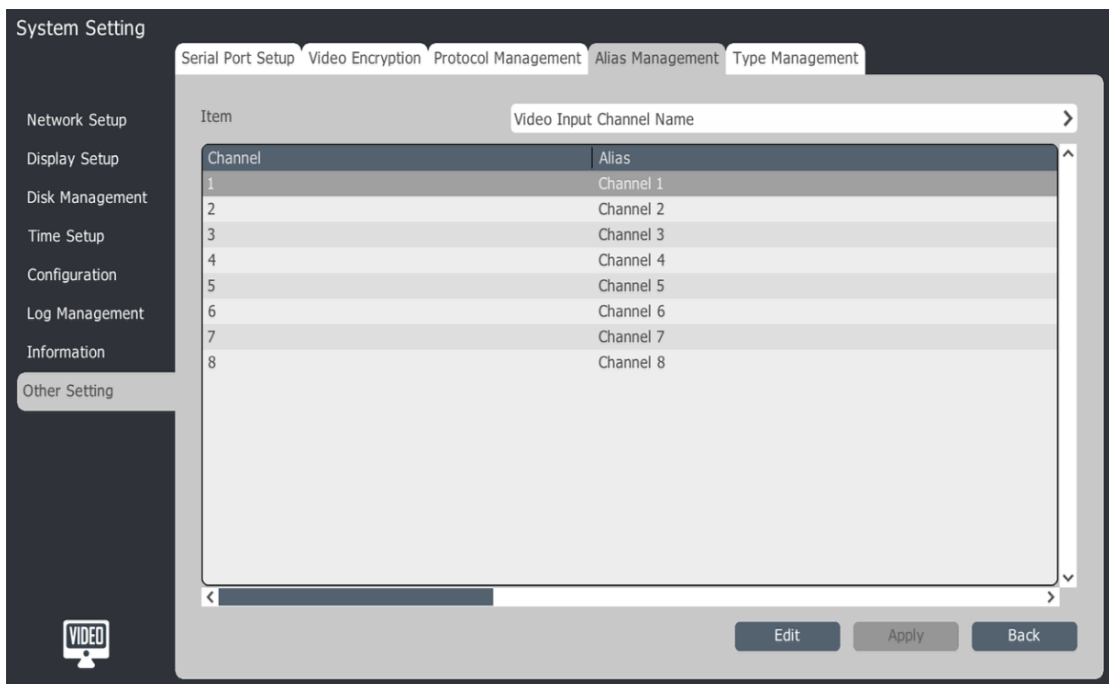 System Setting
Serial Port Setup Video Encryption Protocol Management Alias Management Type Management
Network Setup
Display Setup
Disk Management
Time Setup
Configuration
Log Management
Information
Other Setting
Item Video Input Channel Name
Channel Alias
1 Channel 1
2 Channel 2
3 Channel 3
4 Channel 4
5 Channel 5
6 Channel 6
7 Channel 7
8 Channel 8
VIDEO
Edit Apply Back